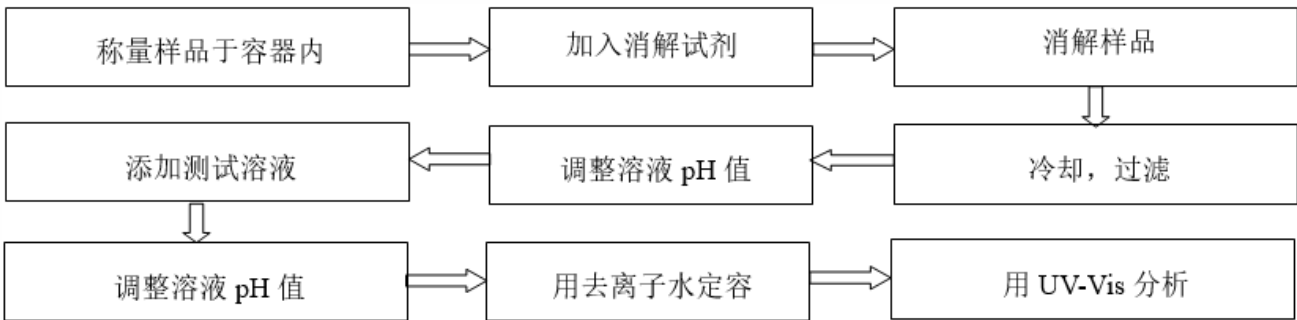 称量样品于容器内
加入消解试剂
消解样品
冷却，过滤
调整溶液 pH 值
添加测试溶液
调整溶液 pH 值
用去离子水定容
用 UV-Vis 分析